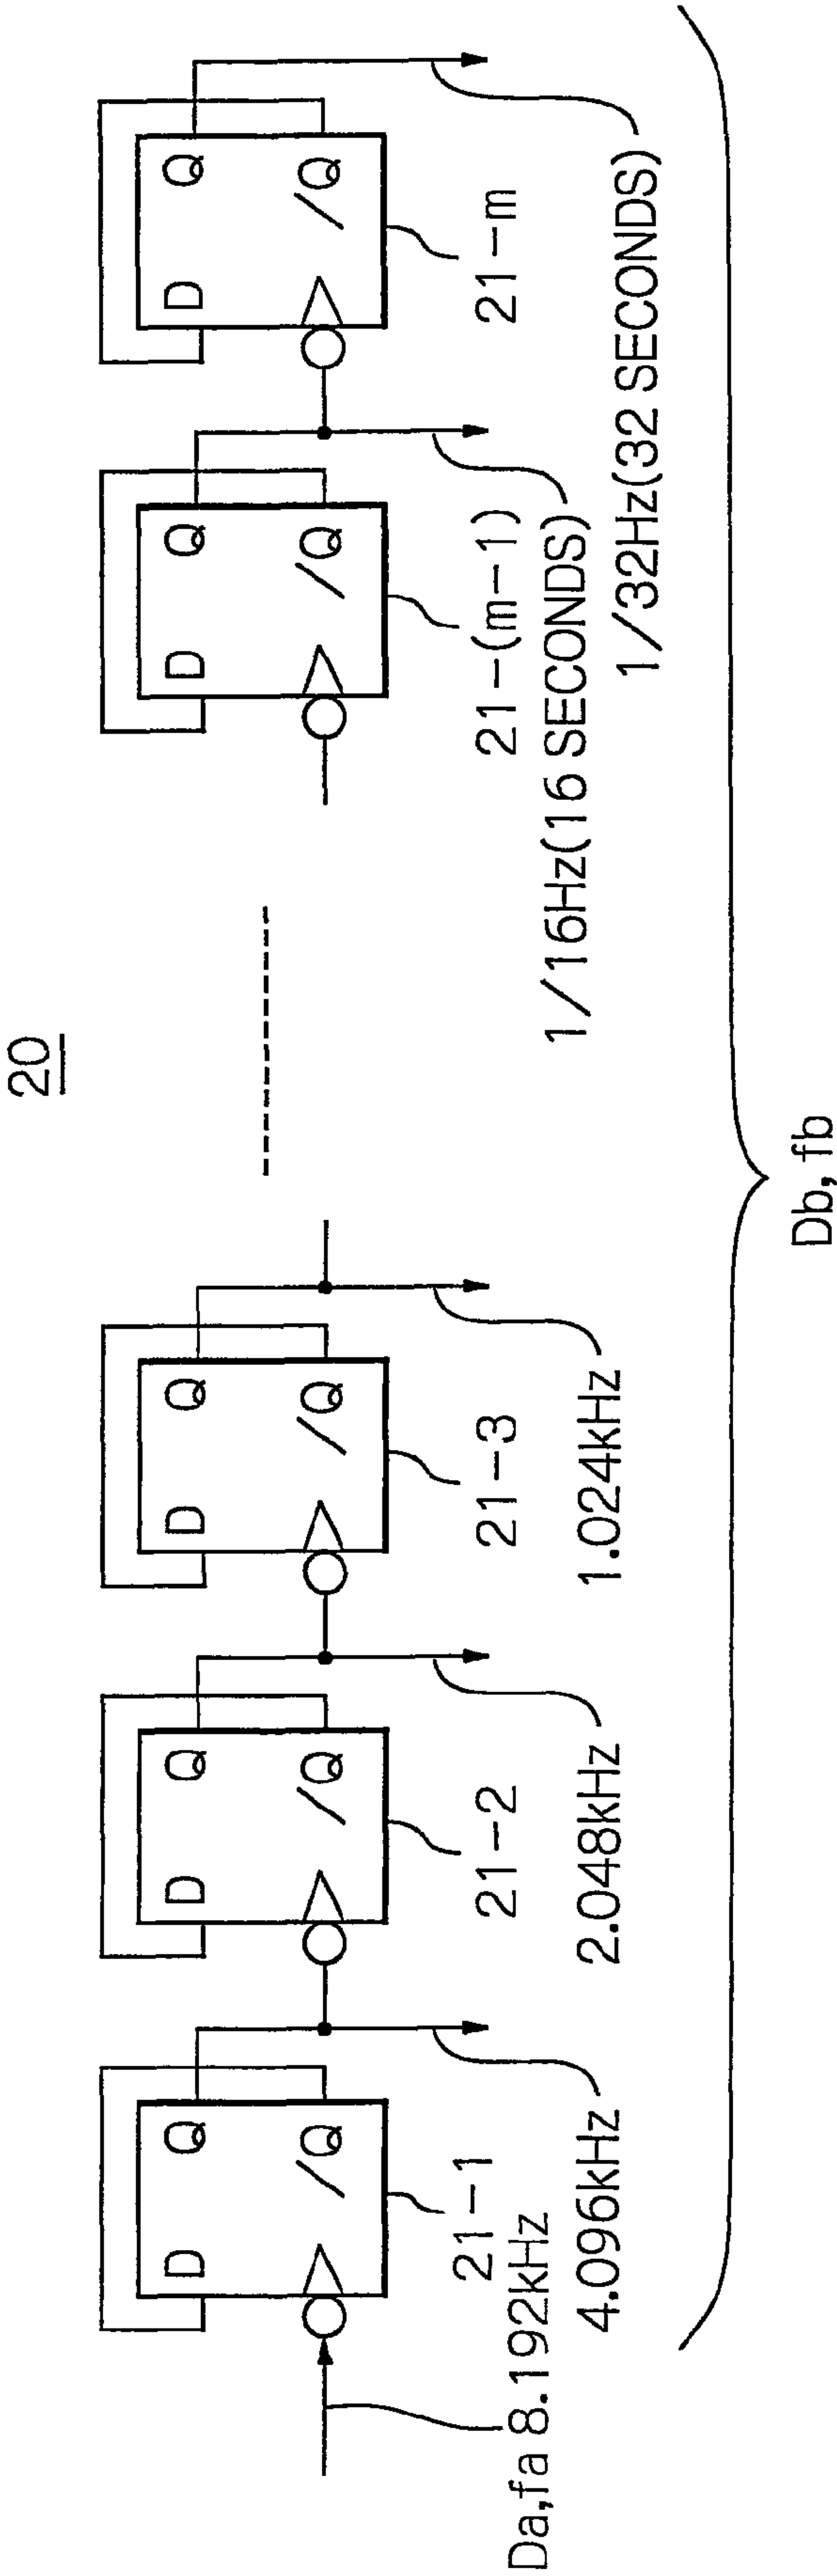 20
D Q
/Q
D Q
/Q
D Q
/Q
D Q
/Q
D Q
/Q
21-1
21-2
21-3
21-(m-1)
21-m
Da,fa 8.192kHz
4.096kHz
2.048kHz
1.024kHz
1/16Hz(16 SECONDS)
1/32Hz(32 SECONDS)
Db,fb